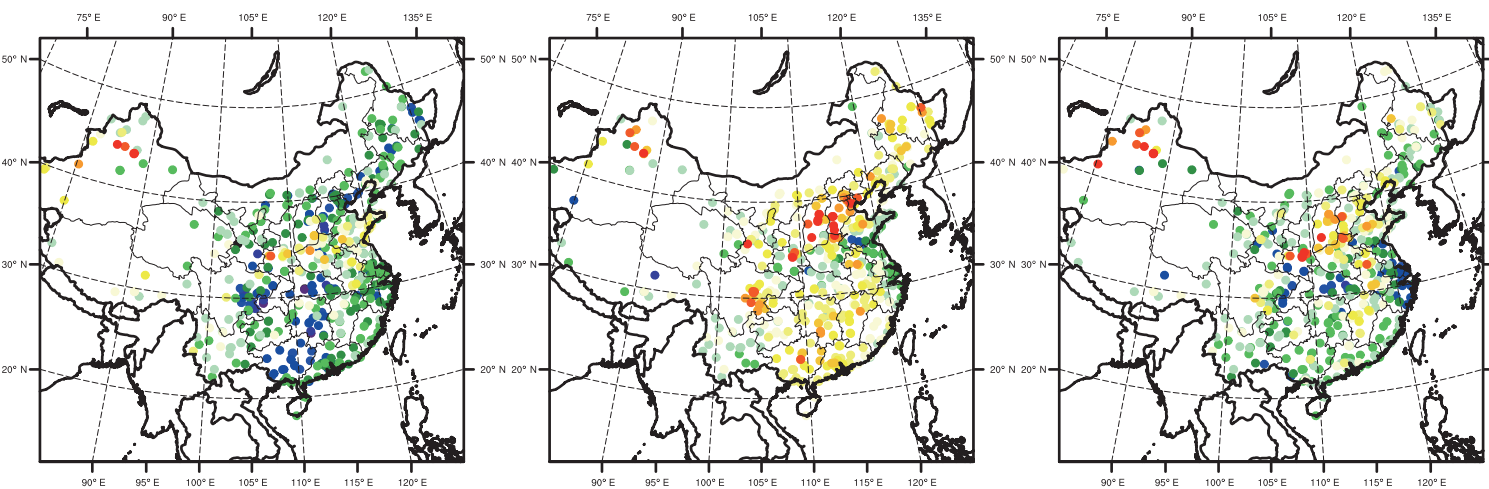 75° E 90° E 105° E 120° E 135° E 75° E 90° E 105° E 120° E 135° E 75° E 90° E 105° E 120° E 135° E
50° N 50° N 50° N 50° N 50° N
40° N 40° N 40° N 40° N 40° N
30° N 30° N 30° N 30° N 30° N
20° N 20° N 20° N 20° N 20° N
90° E 95° E 100° E 105° E 110° E 115° E 120° E 90° E 95° E 100° E 105° E 110° E 115° E 120° E 90° E 95° E 100° E 105° E 110° E 115° E 120° E